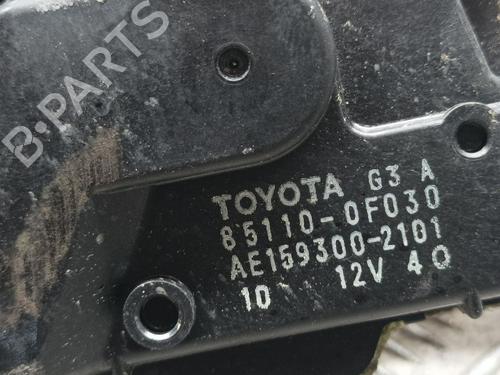 B-PARTS
TOYOTA G3 A
85110-0F030
AE159300-2101
10 12V 40